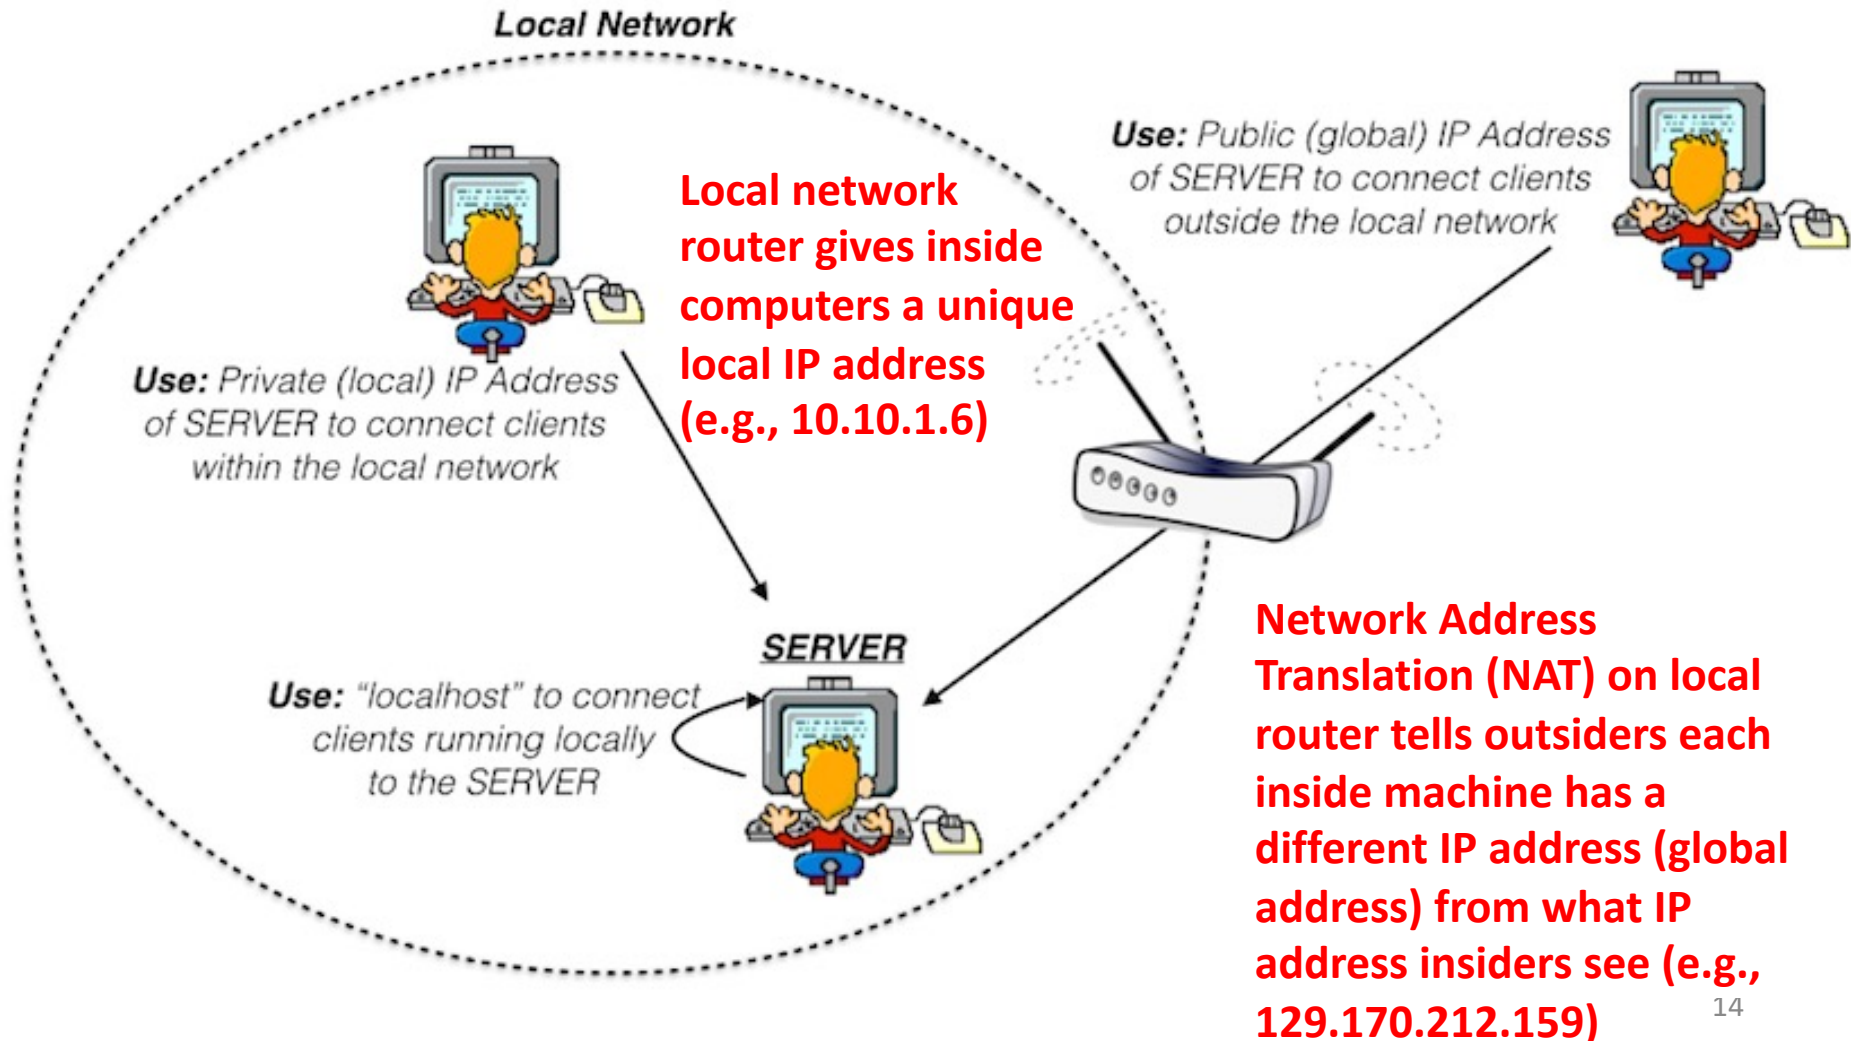 Local Network
Use: Public (global) IP Address
of SERVER to connect clients
outside the local network
Local network
router gives inside
computers a unique
local IP address
(e.g., 10.10.1.6)
Use: Private (local) IP Address
of SERVER to connect clients
within the local network
SERVER
Use: “localhost” to connect
clients running locally
to the SERVER
Network Address
Translation (NAT) on local
router tells outsiders each
inside machine has a
different IP address (global
address) from what IP
address insiders see (e.g.,
129.170.212.159)
14